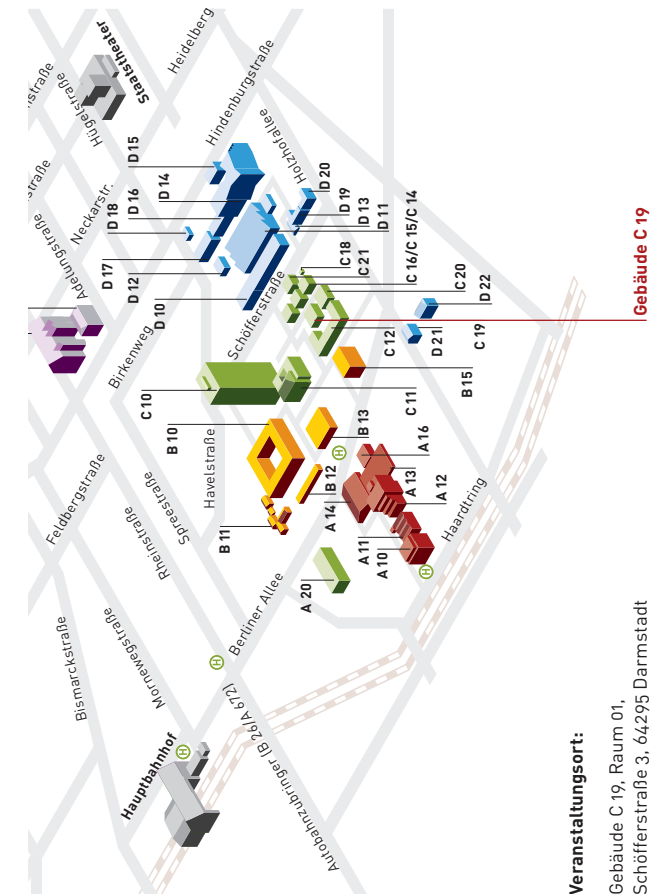 Bismarckstraße
Feldbergstraße
Mornewegstraße
Rheinstraße
Spreestraße
Hauptbahnhof
H
H
Autobahnzubringer (B 26/A 672)
Berliner Allee
Havelstraße
Birkenweg
Adelungstraße
Neckarstr.
Hügelstraße
Staatstheater
Heidelberg
Hindenburgstraße
Holzhofallee
Schöfferstraße
Haardtring
C 10
B 10
B 11
B 12
B 13
H
A 20
A 14
A 11
A 10
H
A 16
A 13
A 12
C 11
B 15
D 10
D 12
D 17
D 18
D 16
D 14
D 15
D 20
D 19
D 13
D 11
C 18
C 21
C 16/C 15/C 14
C 20
D 22
C 12
D 21
C 19
Gebäude C 19
Veranstaltungsort:
Gebäude C 19, Raum 01,
Schöfferstraße 3, 64295 Darmstadt